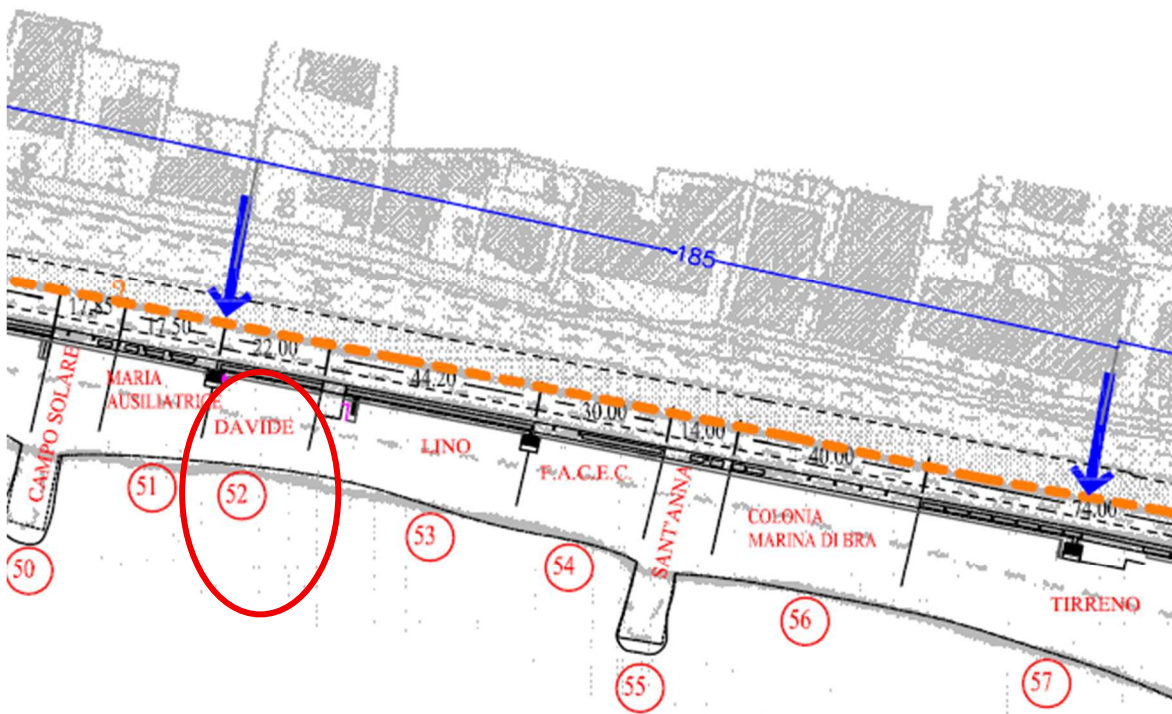 ~185
17.50
22.00
44.20
30.00
14.00
40.00
74.00
CAMPO SOLARE
MARIA
AUSILIATRICE
DAVIDE
LINO
F.A.C.E.C.
SANT'ANNA
COLONIA
MARINA DI BRA
TIRRENO
50
51
52
53
54
55
56
57